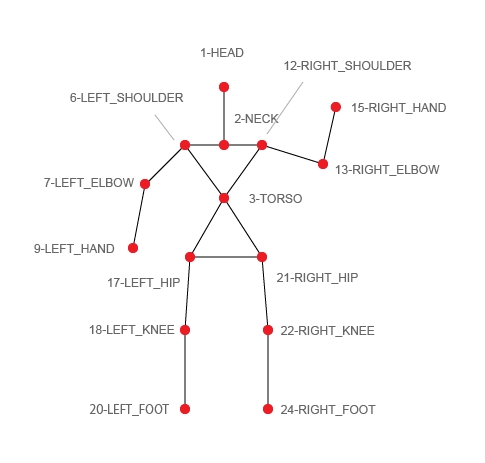 1-HEAD
12-RIGHT_SHOULDER
6-LEFT_SHOULDER
15-RIGHT_HAND
2-NECK
13-RIGHT_ELBOW
7-LEFT_ELBOW
3-TORSO
9-LEFT_HAND
17-LEFT_HIP
21-RIGHT_HIP
18-LEFT_KNEE
22-RIGHT_KNEE
20-LEFT_FOOT
24-RIGHT_FOOT